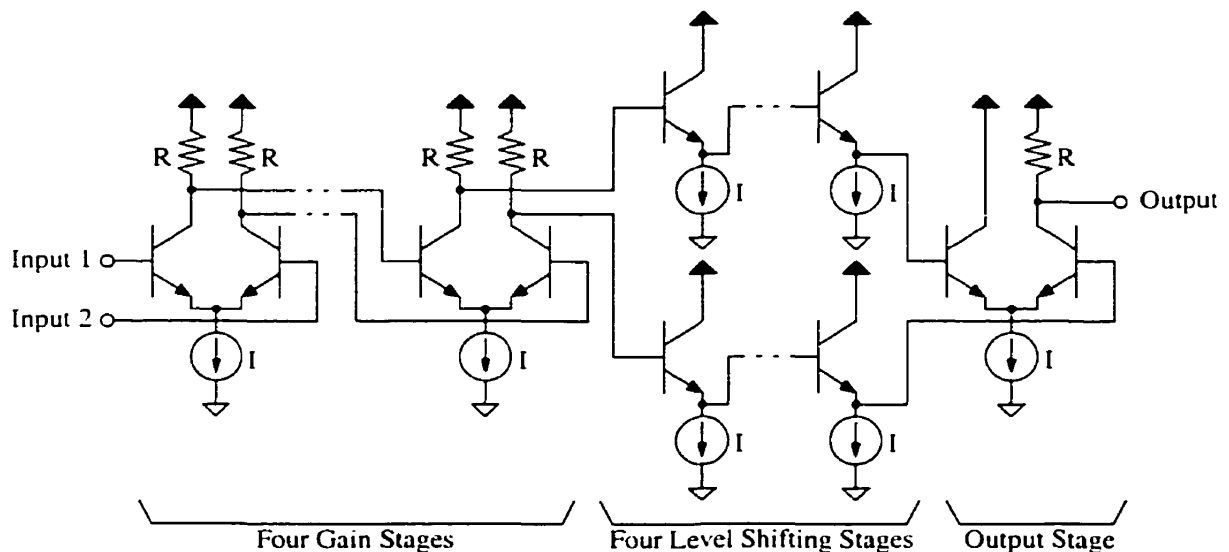 R
R
R
R
I
I
R
Output
Input 1
Input 2
I
I
I
I
I
Four Gain Stages
Four Level Shifting Stages
Output Stage